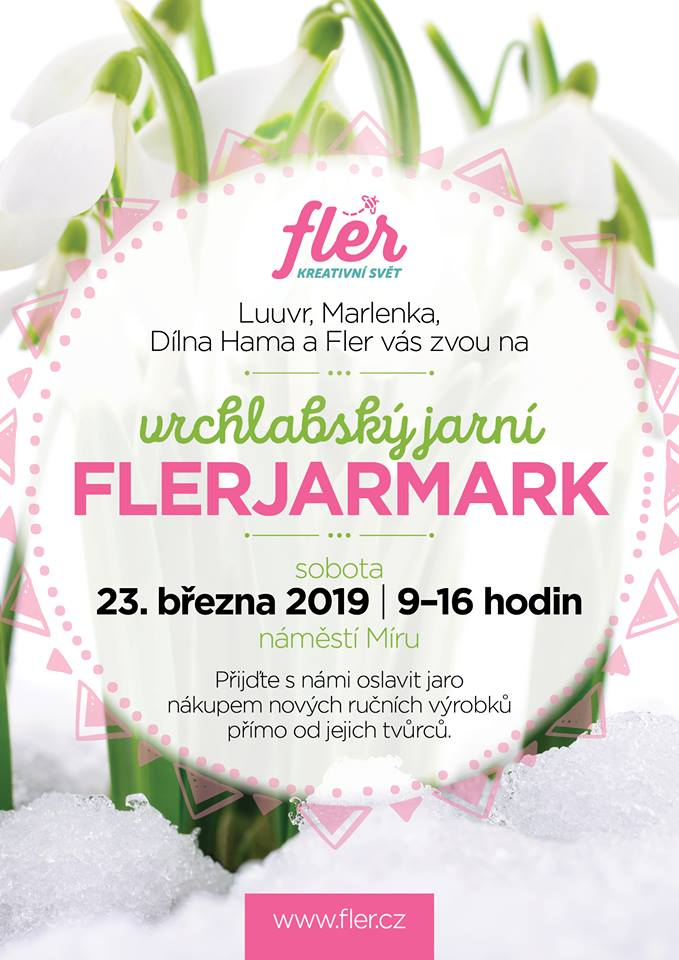 fler
KREATIVNÍ SVĚT
Luuvr, Marlenka,
Dílna Hama a Fler vás zvou na
vrchlabský jarní
FLERJARMARK
sobota
23. března 2019 | 9–16 hodin
náměstí Míru
Přijďte s námi oslavit jaro
nákupem nových ručních výrobků
přímo od jejich tvůrců.
www.fler.cz